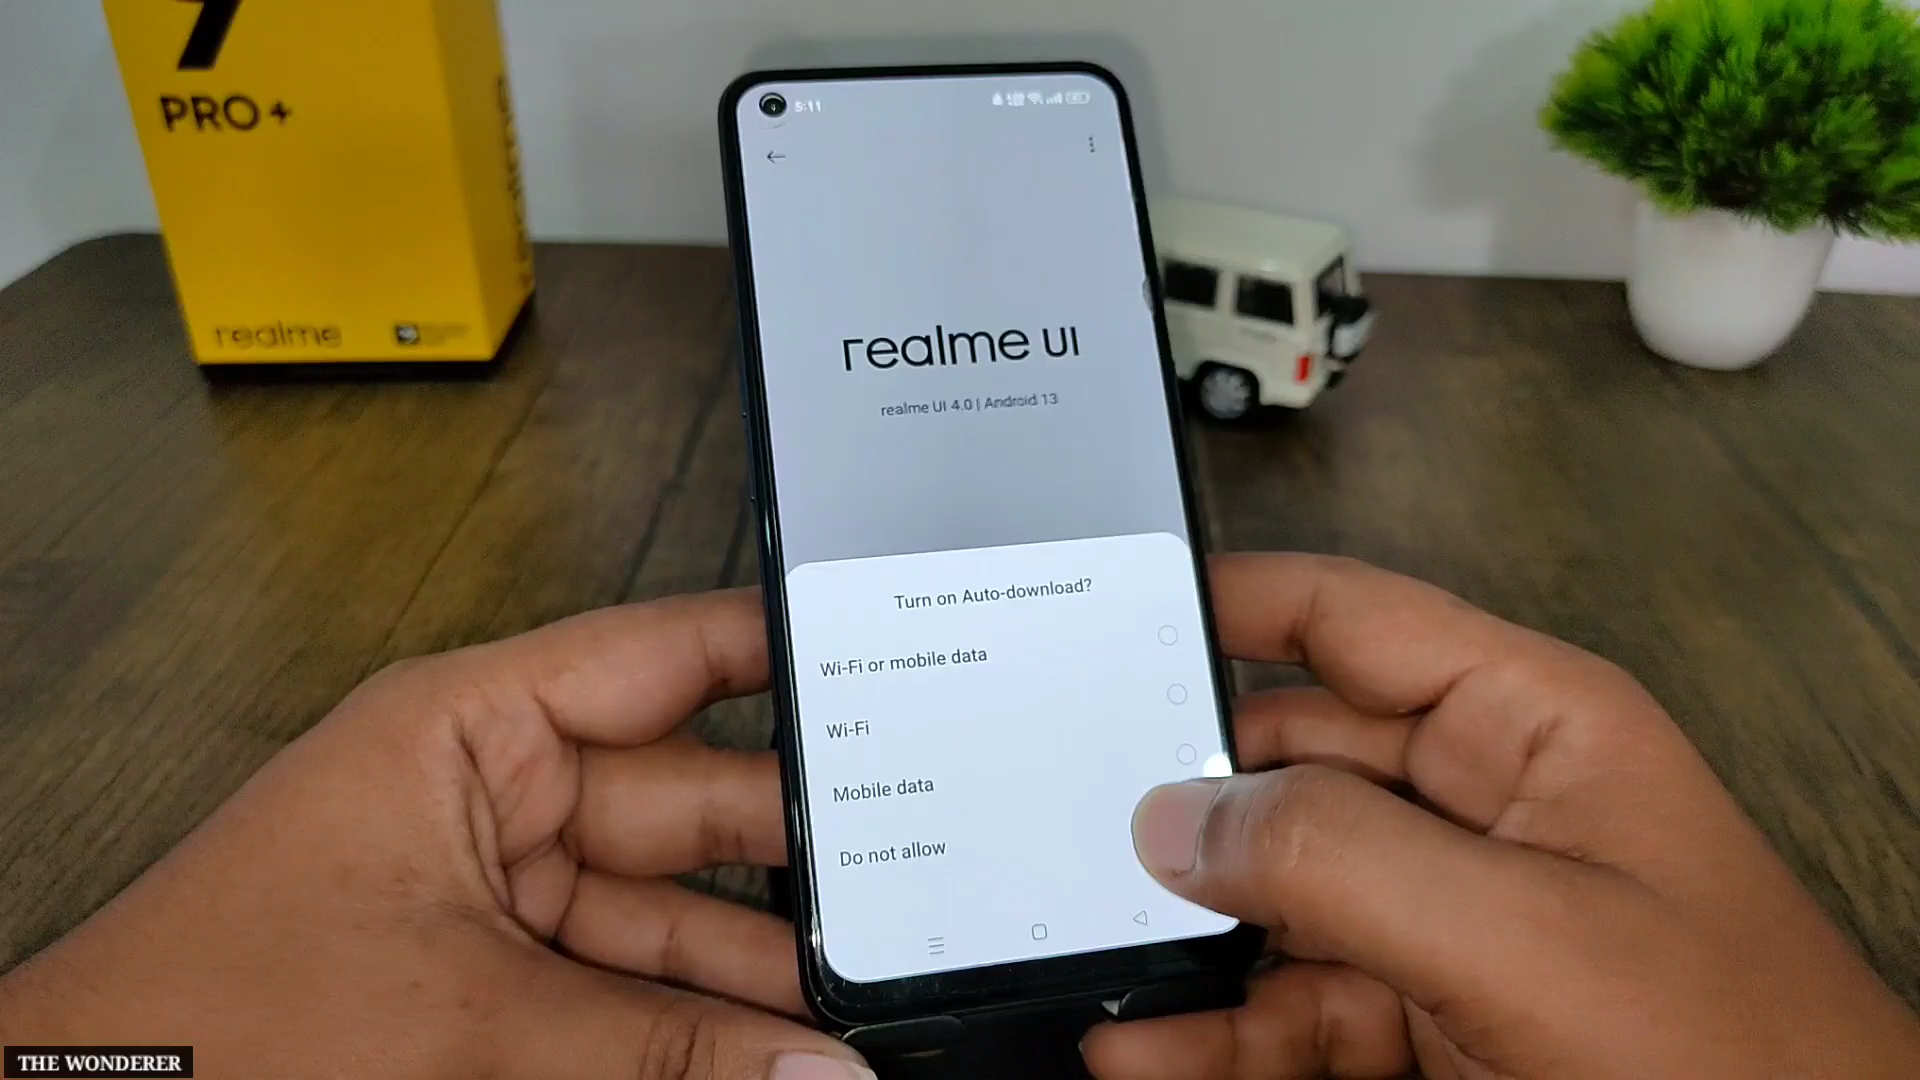 PRO+
realme
5:11
realme UI
realme UI 4.0 | Android 13
Turn on Auto-download?
Wi-Fi or mobile data
Wi-Fi
Mobile data
Do not allow
THE WONDERER